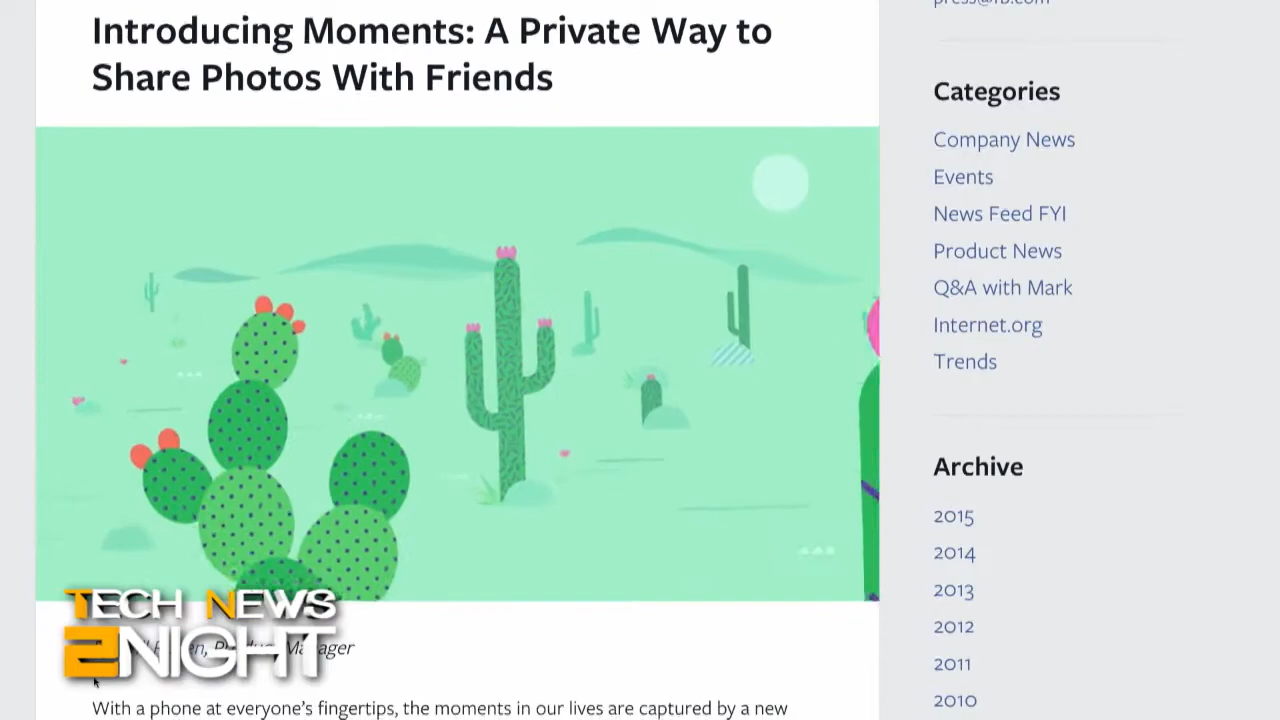 Introducing Moments: A Private Way to
Share Photos With Friends
press@fb.com
Categories
Company News
Events
News Feed FYI
Product News
Q&A with Mark
Internet.org
Trends
Archive
2015
2014
2013
2012
2011
2010
TECH NEWS
2NIGHT
Manager
With a phone at everyone's fingertips, the moments in our lives are captured by a new